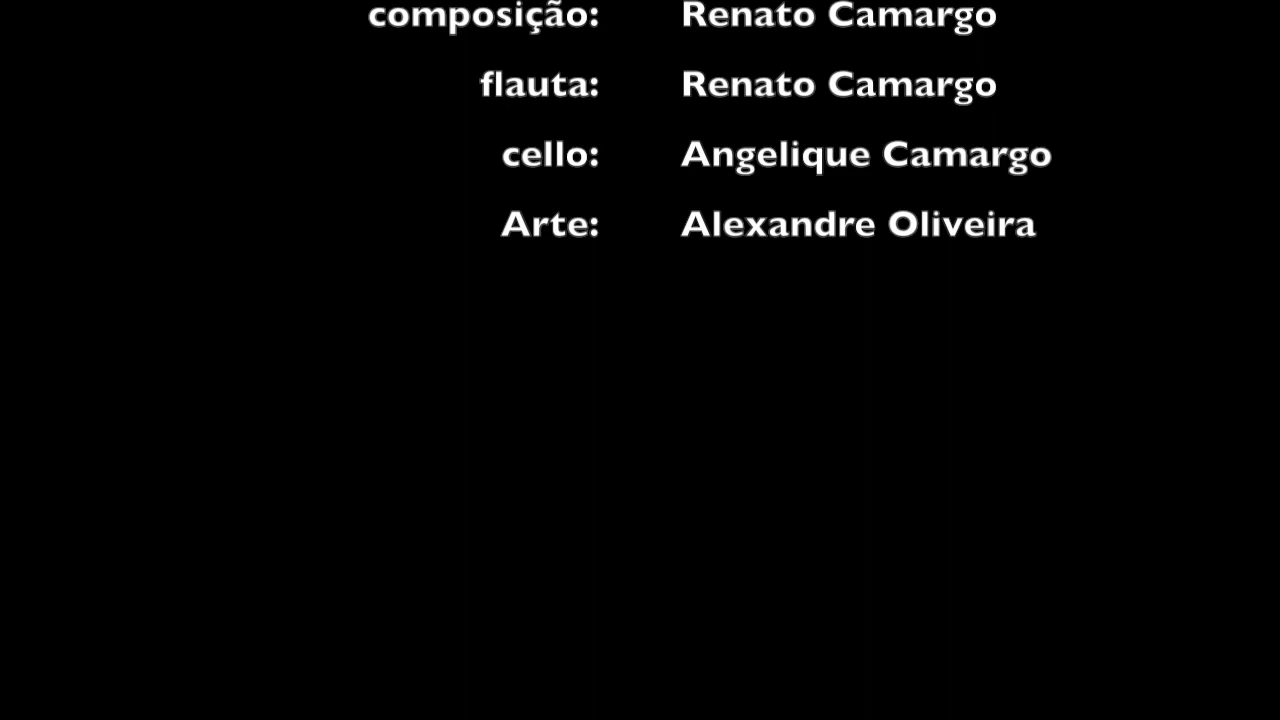 composição: Renato Camargo
flauta: Renato Camargo
cello: Angelique Camargo
Arte: Alexandre Oliveira